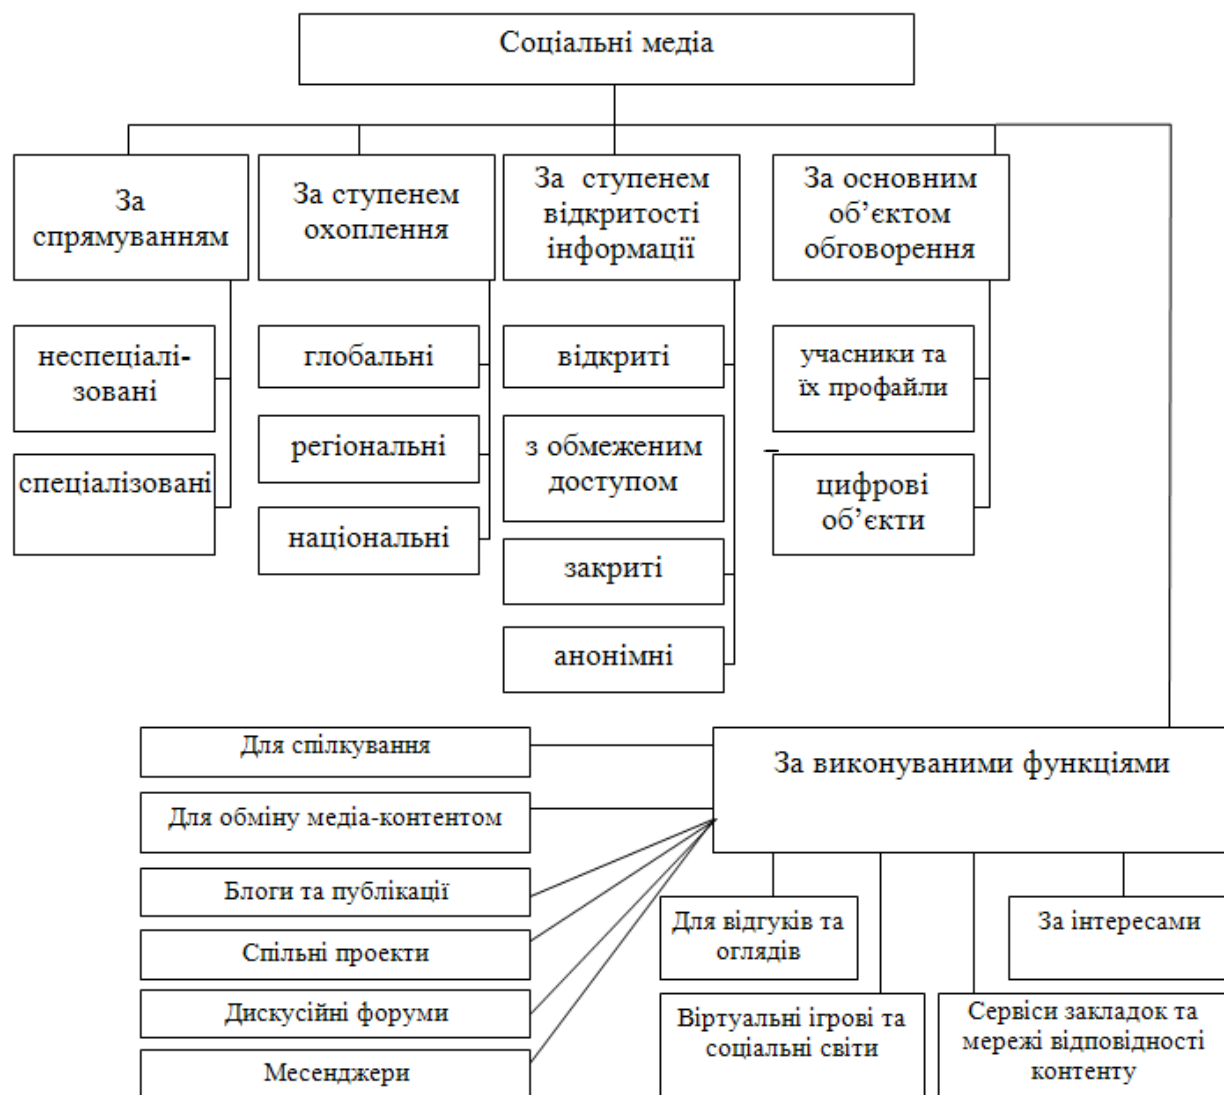 Соціальні медіа
За
спрямуванням
За ступенем
охоплення
За ступенем
відкритості
інформації
За основним
об’єктом
обговорення
неспеціалі-
зовані
спеціалізовані
глобальні
регіональні
національні
відкриті
з обмеженим
доступом
закриті
анонімні
учасники та
їх профайли
цифрові
об’єкти
За виконуваними функціями
Для спілкування
Для обміну медіа-контентом
Блоги та публікації
Спільні проекти
Дискусійні форуми
Месенджери
Для відгуків та
оглядів
За інтересами
Віртуальні ігрові та
соціальні світи
Сервіси закладок та
мережі відповідності
контенту